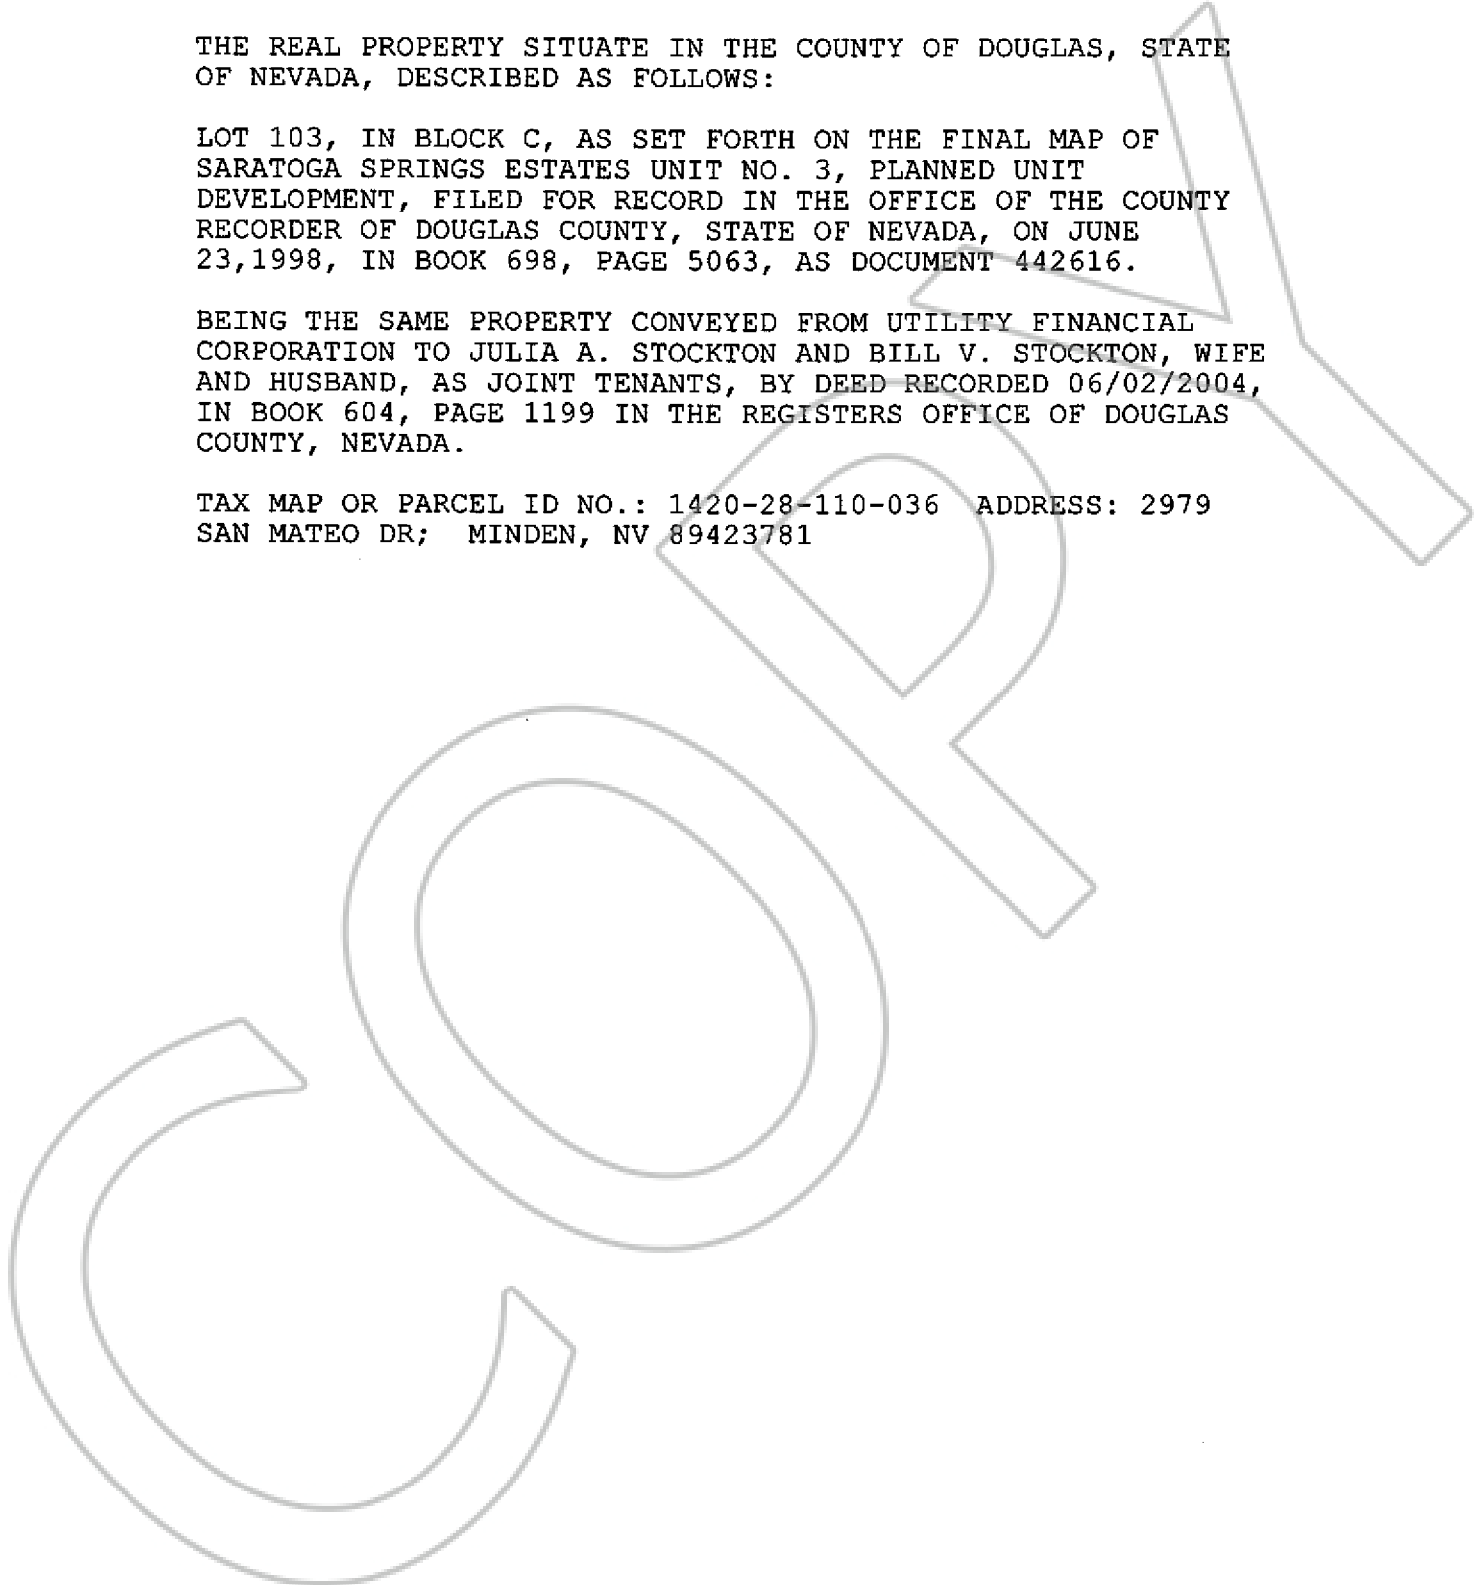 THE REAL PROPERTY SITUATE IN THE COUNTY OF DOUGLAS, STATE
OF NEVADA, DESCRIBED AS FOLLOWS:
LOT 103, IN BLOCK C, AS SET FORTH ON THE FINAL MAP OF
SARATOGA SPRINGS ESTATES UNIT NO. 3, PLANNED UNIT
DEVELOPMENT, FILED FOR RECORD IN THE OFFICE OF THE COUNTY
RECORDER OF DOUGLAS COUNTY, STATE OF NEVADA, ON JUNE
23,1998, IN BOOK 698, PAGE 5063, AS DOCUMENT 442616.
BEING THE SAME PROPERTY CONVEYED FROM UTILITY FINANCIAL
CORPORATION TO JULIA A. STOCKTON AND BILL V. STOCKTON, WIFE
AND HUSBAND, AS JOINT TENANTS, BY DEED RECORDED 06/02/2004,
IN BOOK 604, PAGE 1199 IN THE REGISTERS OFFICE OF DOUGLAS
COUNTY, NEVADA.
TAX MAP OR PARCEL ID NO.: 1420-28-110-036 ADDRESS: 2979
SAN MATEO DR; MINDEN, NV 89423781
COPY